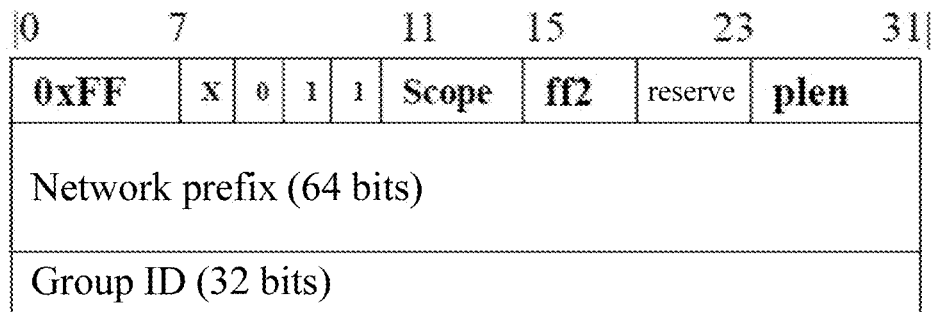 0 7 11 15 23 31
0xFF X 0 1 1 Scope ff2 reserve plen
Network prefix (64 bits)
Group ID (32 bits)